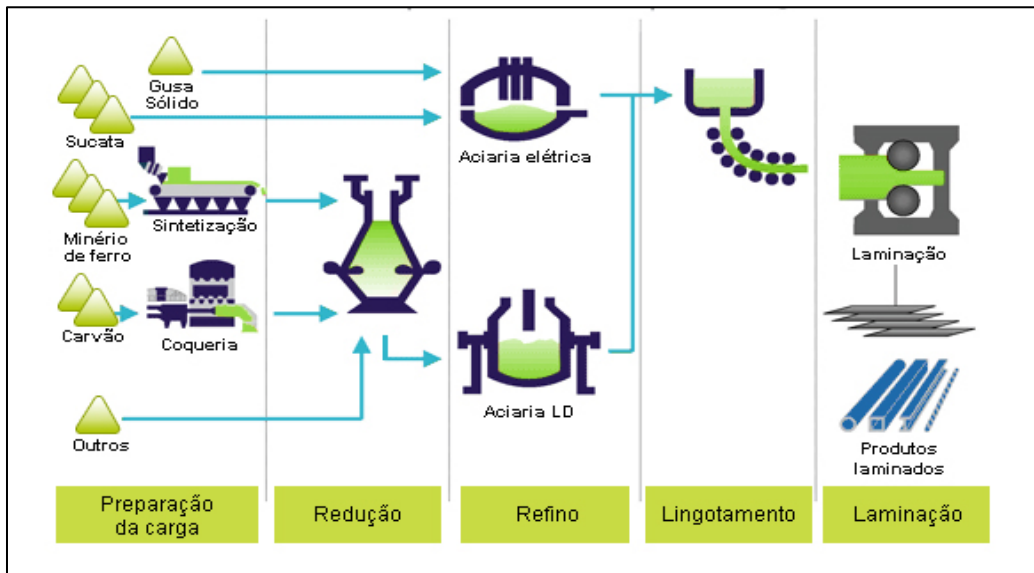 Gusa
Sólido
Sucata
Aciaria elétrica
Minério
de ferro
Sintetização
Laminação
Carvão
Coqueria
Aciaria LD
Outros
Produtos
laminados
Preparação
da carga
Redução
Refino
Lingotamento
Laminação